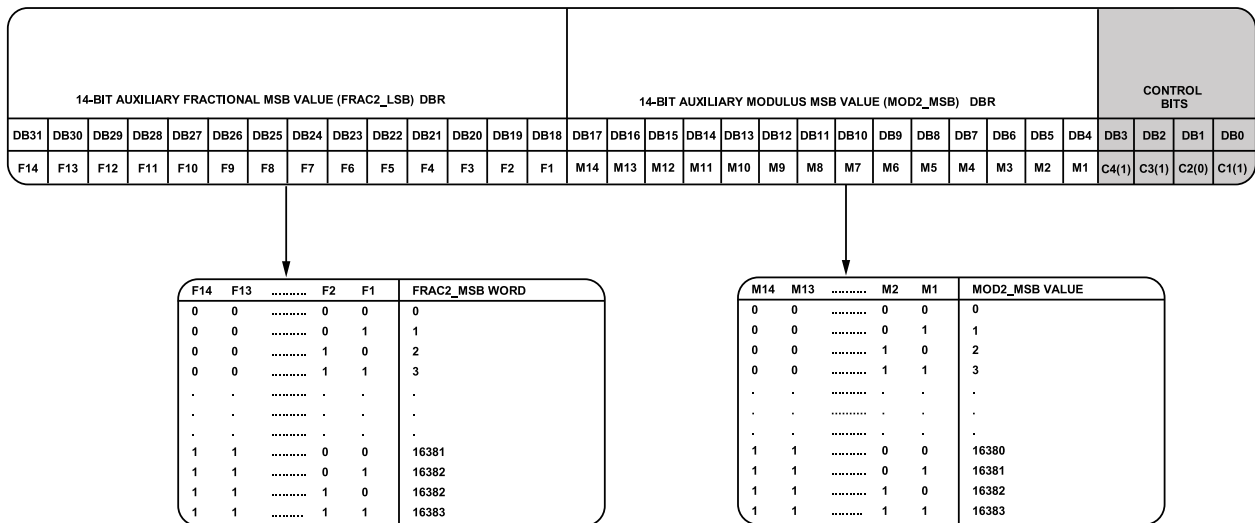 14-BIT AUXILIARY FRACTIONAL MSB VALUE (FRAC2_LSB) DBR 14-BIT AUXILIARY MODULUS MSB VALUE (MOD2_MSB) DBR CONTROL BITS
DB31 DB30 DB29 DB28 DB27 DB26 DB25 DB24 DB23 DB22 DB21 DB20 DB19 DB18 DB17 DB16 DB15 DB14 DB13 DB12 DB11 DB10 DB9 DB8 DB7 DB6 DB5 DB4 DB3 DB2 DB1 DB0
F14 F13 F12 F11 F10 F9 F8 F7 F6 F5 F4 F3 F2 F1 M14 M13 M12 M11 M10 M9 M8 M7 M6 M5 M4 M3 M2 M1 C4(1) C3(1) C2(0) C1(1)
F14 F13 .......... F2 F1 FRAC2_MSB WORD
0 0 .......... 0 0 0
0 0 .......... 0 1 1
0 0 .......... 1 0 2
0 0 .......... 1 1 3
. . .......... . . .
. . .......... . . .
. . .......... . . .
1 1 .......... 0 0 16381
1 1 .......... 0 1 16382
1 1 .......... 1 0 16382
1 1 .......... 1 1 16383
M14 M13 .......... M2 M1 MOD2_MSB VALUE
0 0 .......... 0 0 0
0 0 .......... 0 1 1
0 0 .......... 1 0 2
0 0 .......... 1 1 3
. . .......... . . .
. . .......... . . .
. . .......... . . .
1 1 .......... 0 0 16380
1 1 .......... 0 1 16381
1 1 .......... 1 0 16382
1 1 ......... 1 1 16383